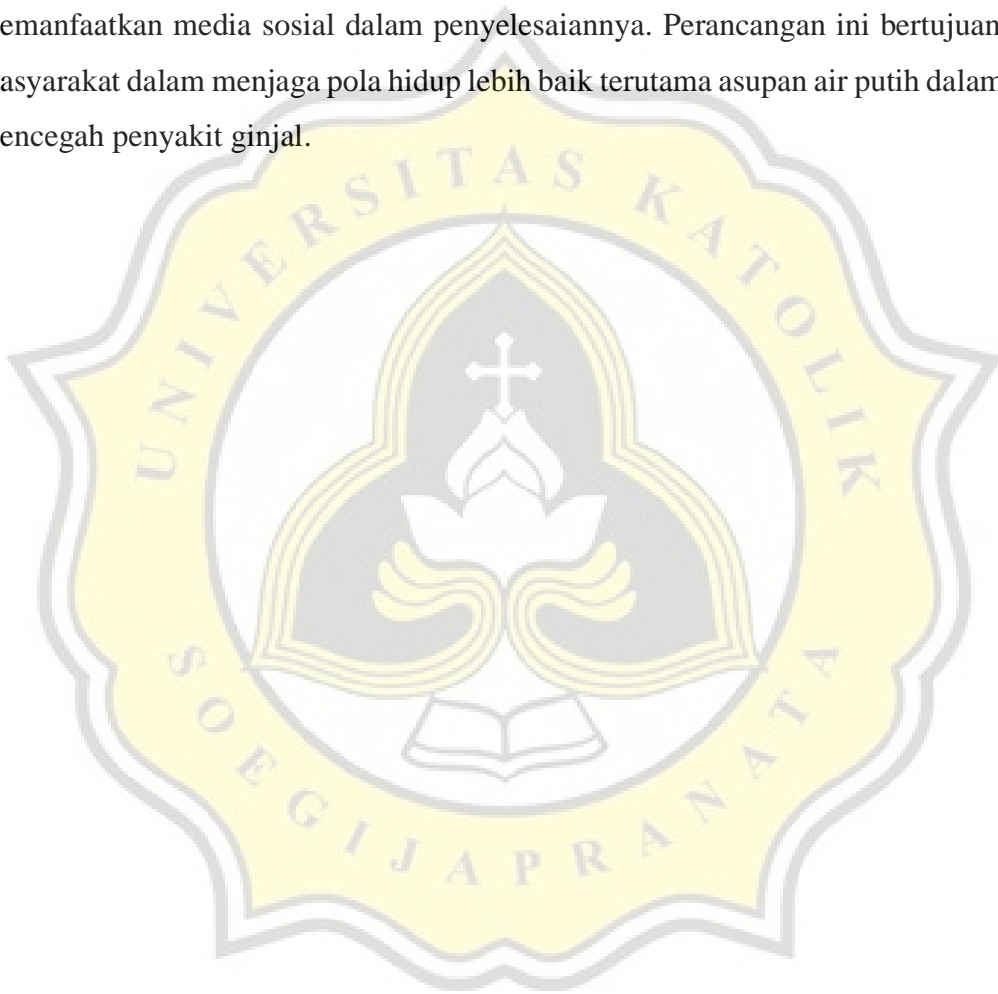 emanfaatkan media sosial dalam penyelesaiannya. Perancangan ini bertujuan
asyarakat dalam menjaga pola hidup lebih baik terutama asupan air putih dalam
encegah penyakit ginjal.
UNIVERSITAS KATOLIK
SOEGIJAPRANATA